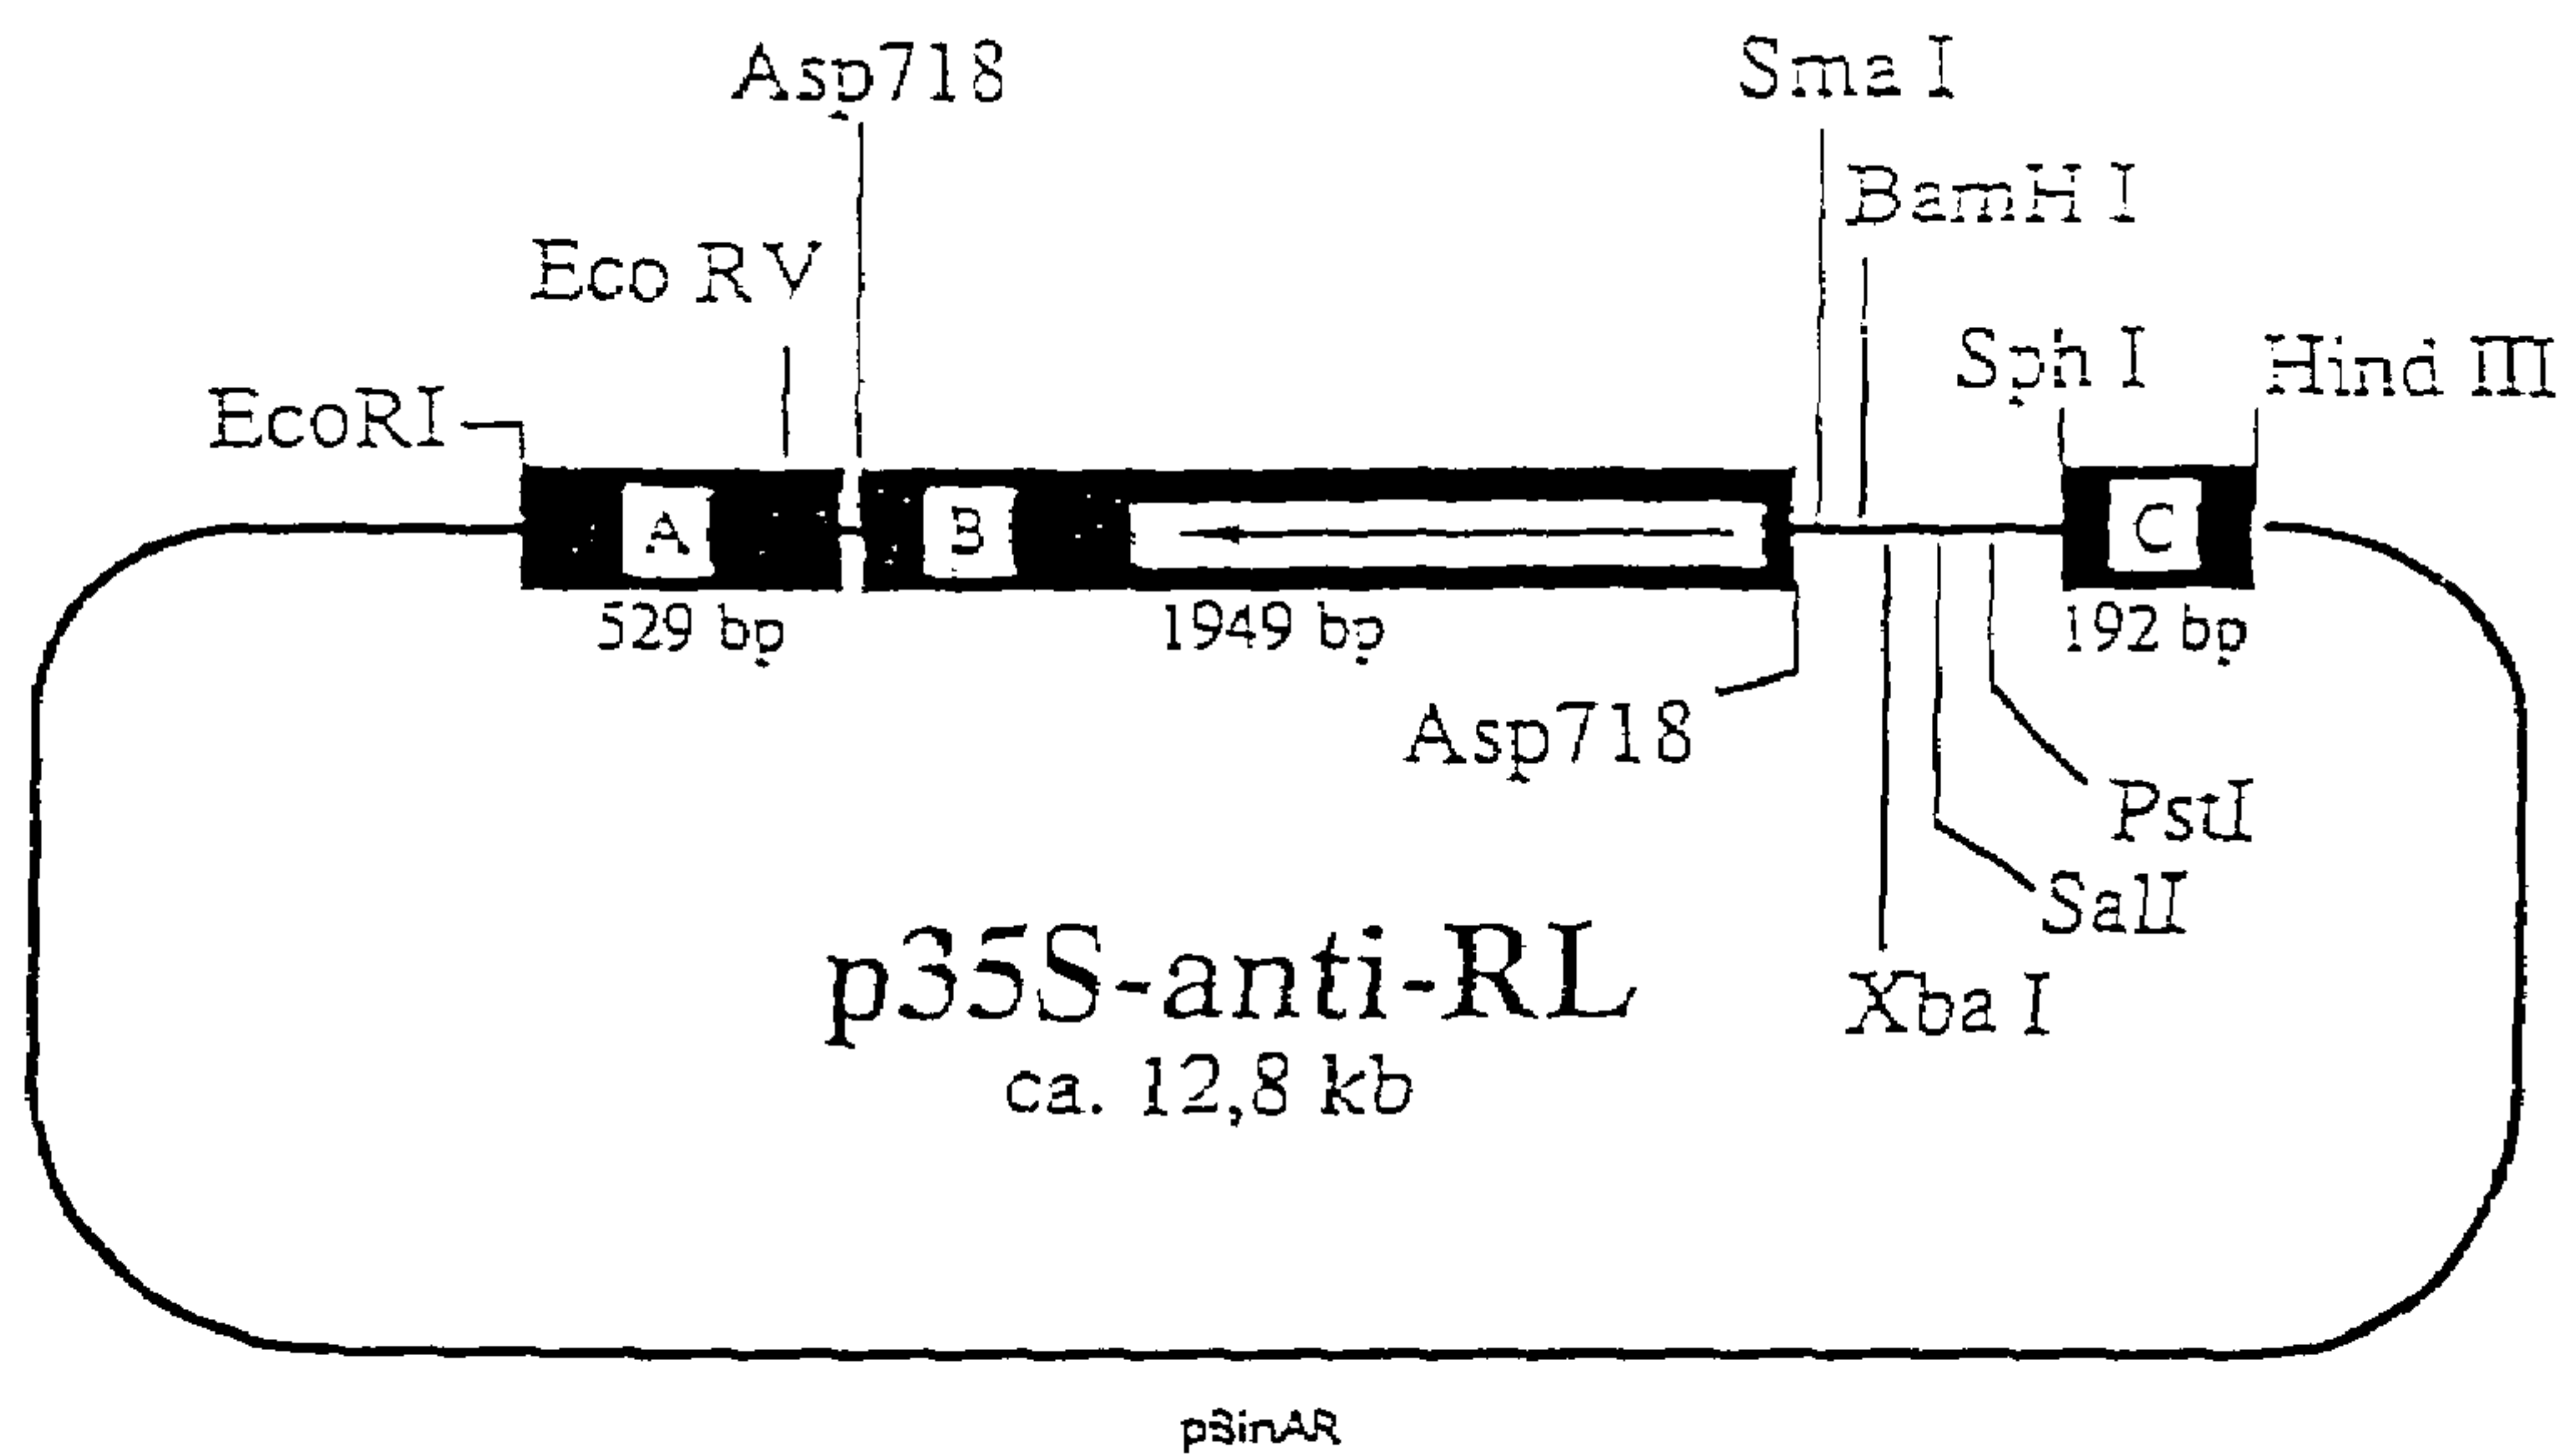 Asp718
Sma I
BamH I
Eco RV
Sph I
Hind III
EcoRI
A
B
C
529 bp
1949 bp
192 bp
Asp718
PstI
SalI
Xba I
p35S-anti-RL
ca. 12,8 kb
pBinAR